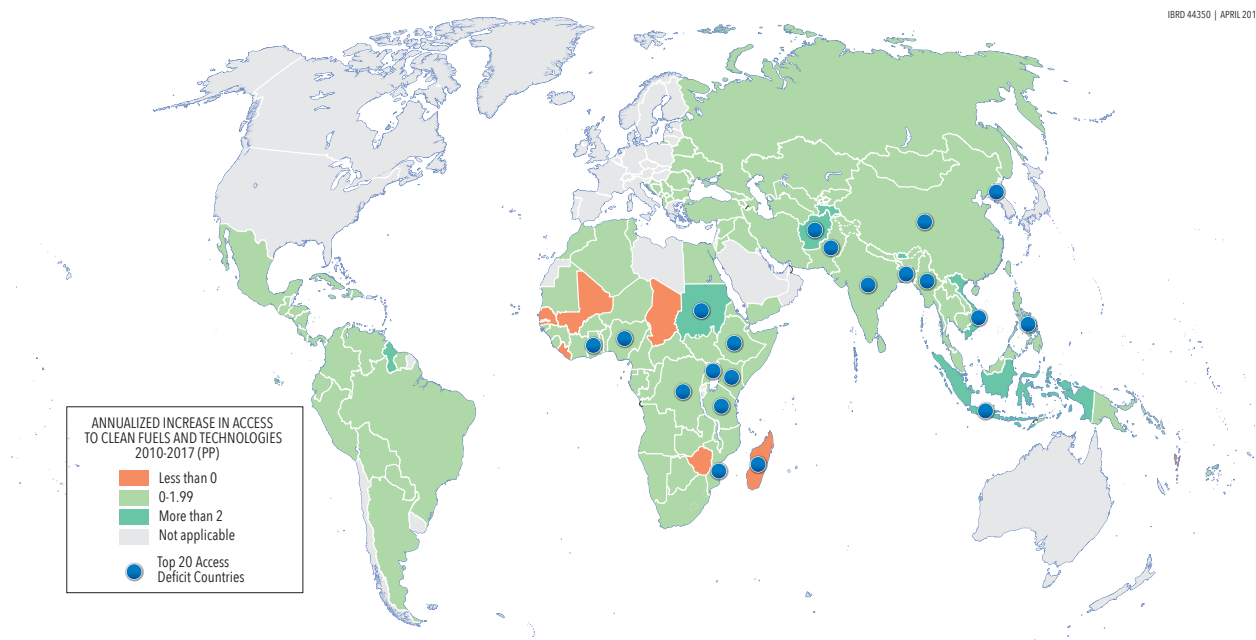 IBRD 44350 | APRIL 201
ANNUALIZED INCREASE IN ACCESS
TO CLEAN FUELS AND TECHNOLOGIES
2010-2017 (PP)
Less than 0
0-1.99
More than 2
Not applicable
Top 20 Access
Deficit Countries